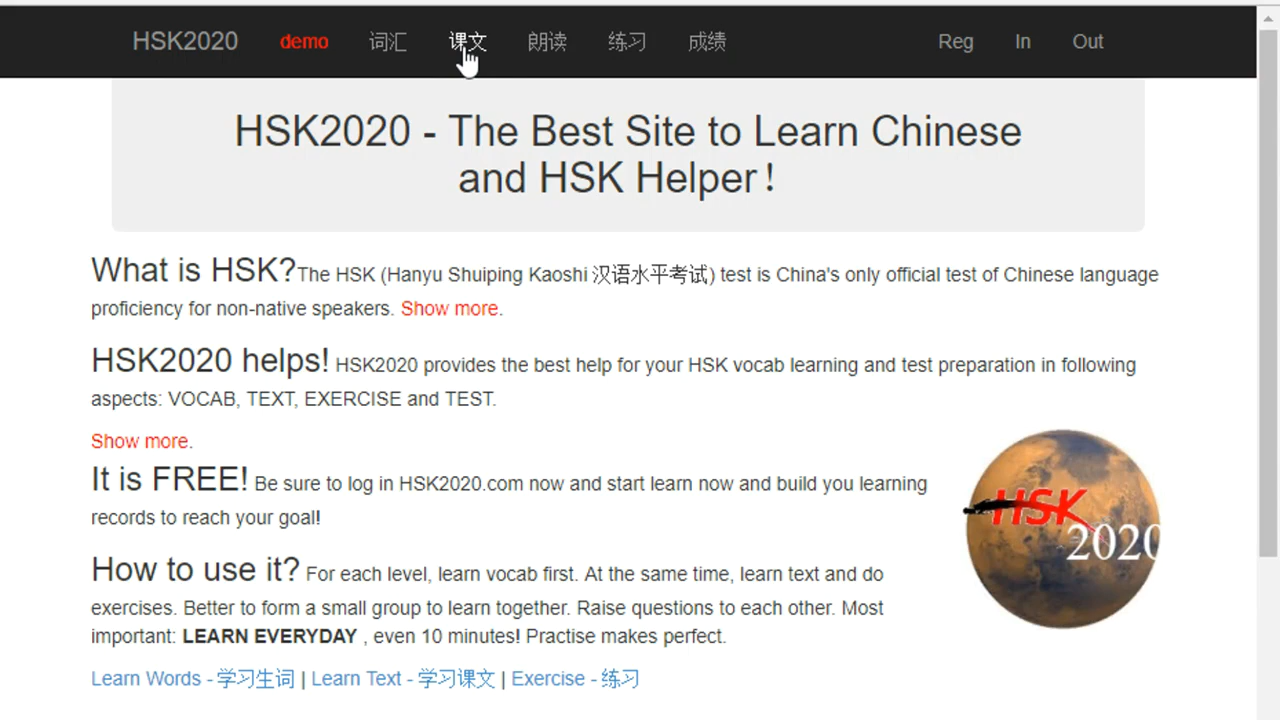 HSK2020 demo 词汇 课文 朗读 练习 成绩 Reg In Out
HSK2020 - The Best Site to Learn Chinese
and HSK Helper！
What is HSK?The HSK (Hanyu Shuiping Kaoshi 汉语水平考试) test is China's only official test of Chinese language
proficiency for non-native speakers. Show more.
HSK2020 helps! HSK2020 provides the best help for your HSK vocab learning and test preparation in following
aspects: VOCAB, TEXT, EXERCISE and TEST.
Show more.
It is FREE! Be sure to log in HSK2020.com now and start learn now and build you learning
records to reach your goal!
How to use it? For each level, learn vocab first. At the same time, learn text and do
exercises. Better to form a small group to learn together. Raise questions to each other. Most
important: LEARN EVERYDAY , even 10 minutes! Practise makes perfect.
HSK
2020
Learn Words - 学习生词 | Learn Text - 学习课文 | Exercise - 练习